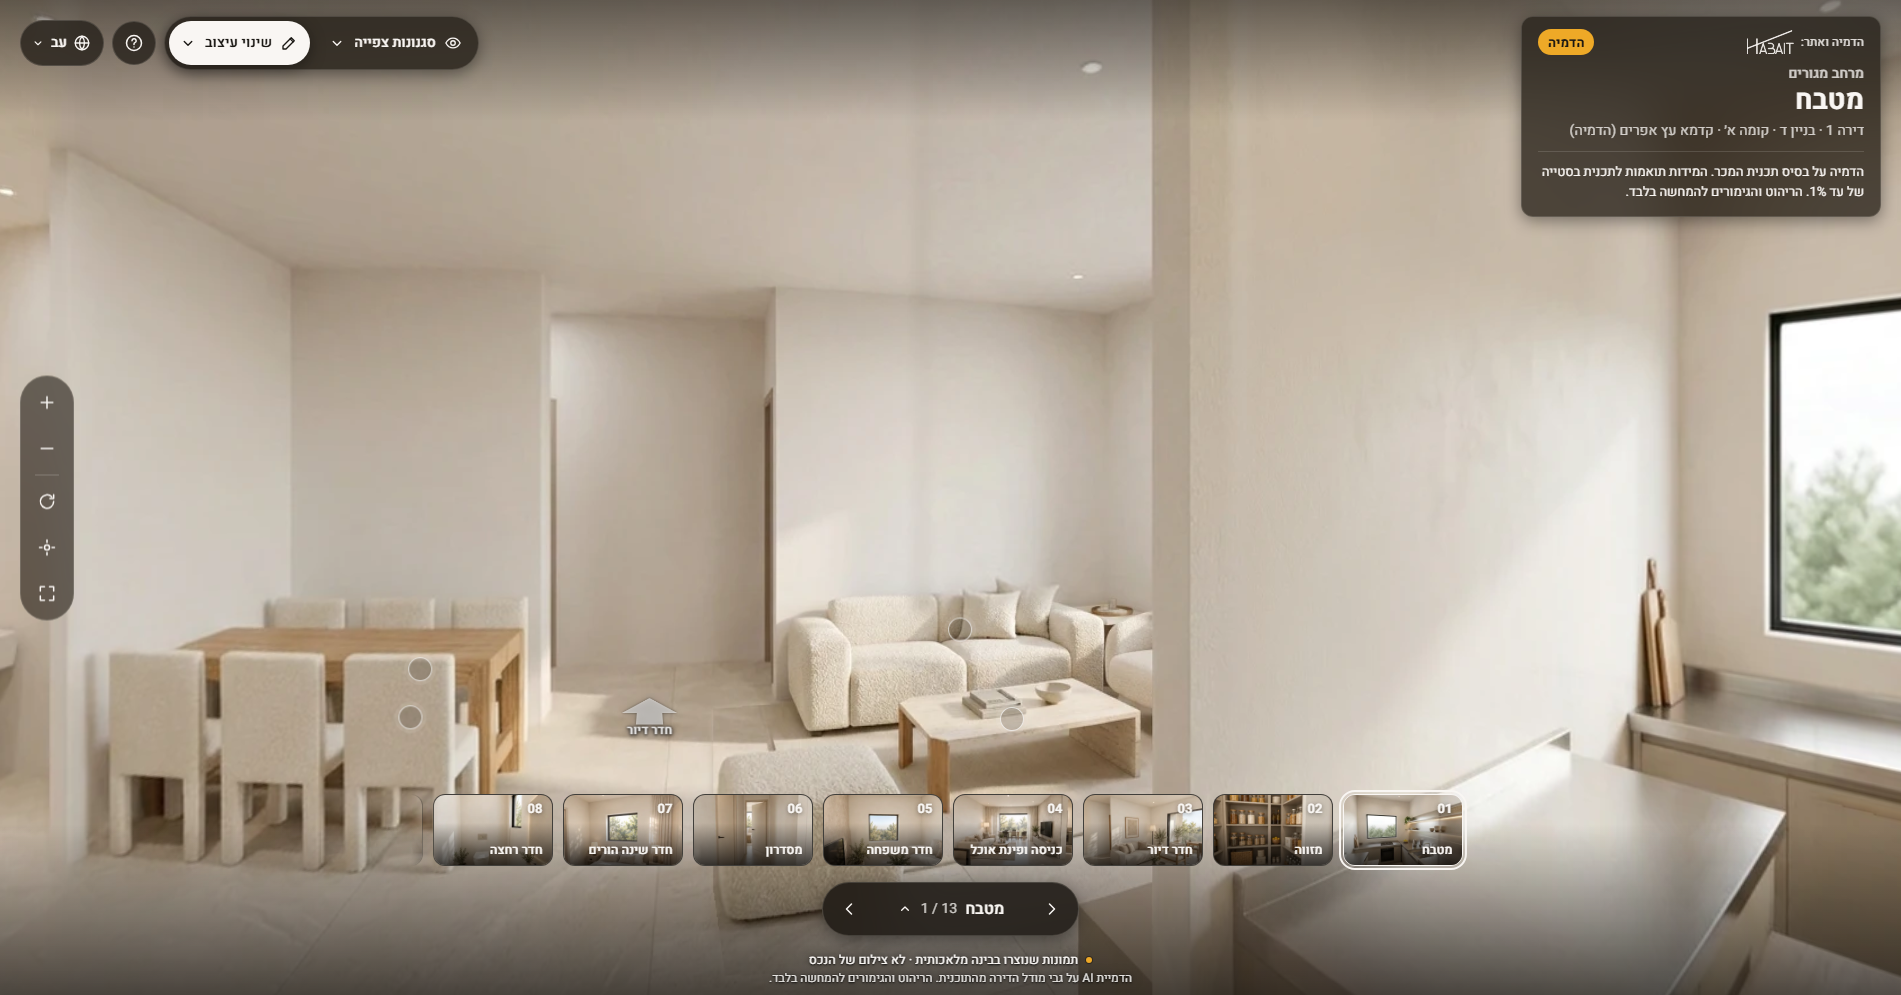 הדמיה ואתר: HABAIT
הדמיה
מרחב מגורים
מטבח
דירה 1 · בניין ד · קומה א' · קדמא עץ אפרים (הדמיה)
הדמיה על בסיס תכנית המכר. המידות תואמות לתכנית בסטייה
של עד 1%. הריהוט והגימורים להמחשה בלבד.
סגנונות צפייה
שינוי עיצוב
עב
חדר דיור
01 מטבח
02 מזווה
03 חדר דיור
04 כניסה ופינת אוכל
05 חדר משפחה
06 מסדרון
07 חדר שינה הורים
08 חדר רחצה
מטבח 1 / 13
תמונות שנוצרו בבינה מלאכותית · לא צילום של הנכס
הדמיית AI על גבי מודל הדירה מהתוכנית. הריהוט והגימורים להמחשה בלבד.